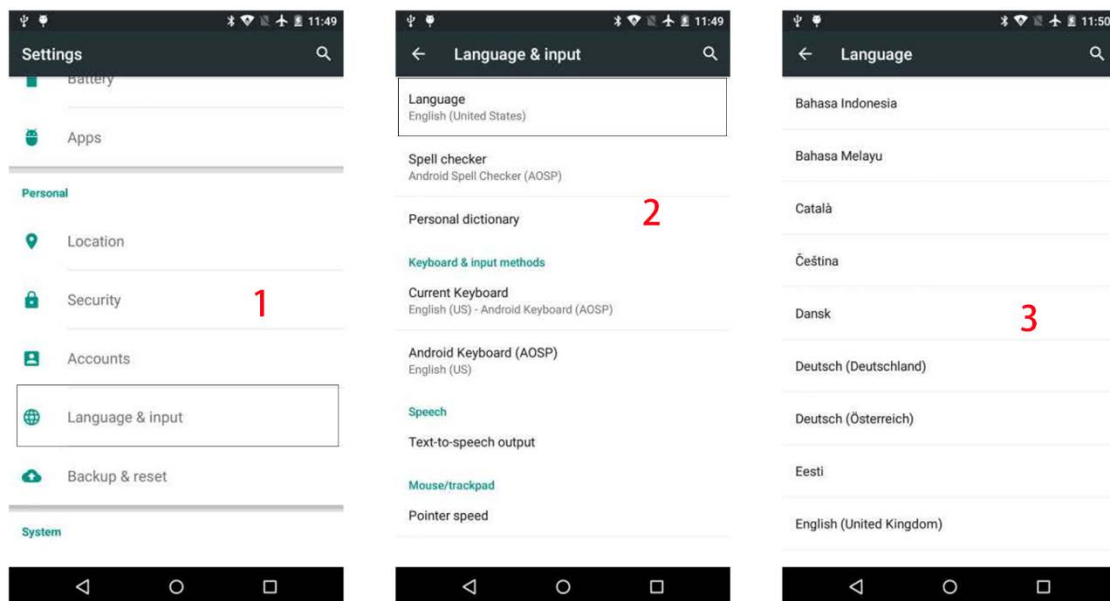 11:49
Settings
Battery
Apps
Personal
Location
Security
1
Accounts
Language & input
Backup & reset
System
11:49
Language & input
Language
English (United States)
Spell checker
Android Spell Checker (AOSP)
Personal dictionary
2
Keyboard & input methods
Current Keyboard
English (US) - Android Keyboard (AOSP)
Android Keyboard (AOSP)
English (US)
Speech
Text-to-speech output
Mouse/trackpad
Pointer speed
11:50
Language
Bahasa Indonesia
Bahasa Melayu
Català
Čeština
Dansk
3
Deutsch (Deutschland)
Deutsch (Österreich)
Eesti
English (United Kingdom)